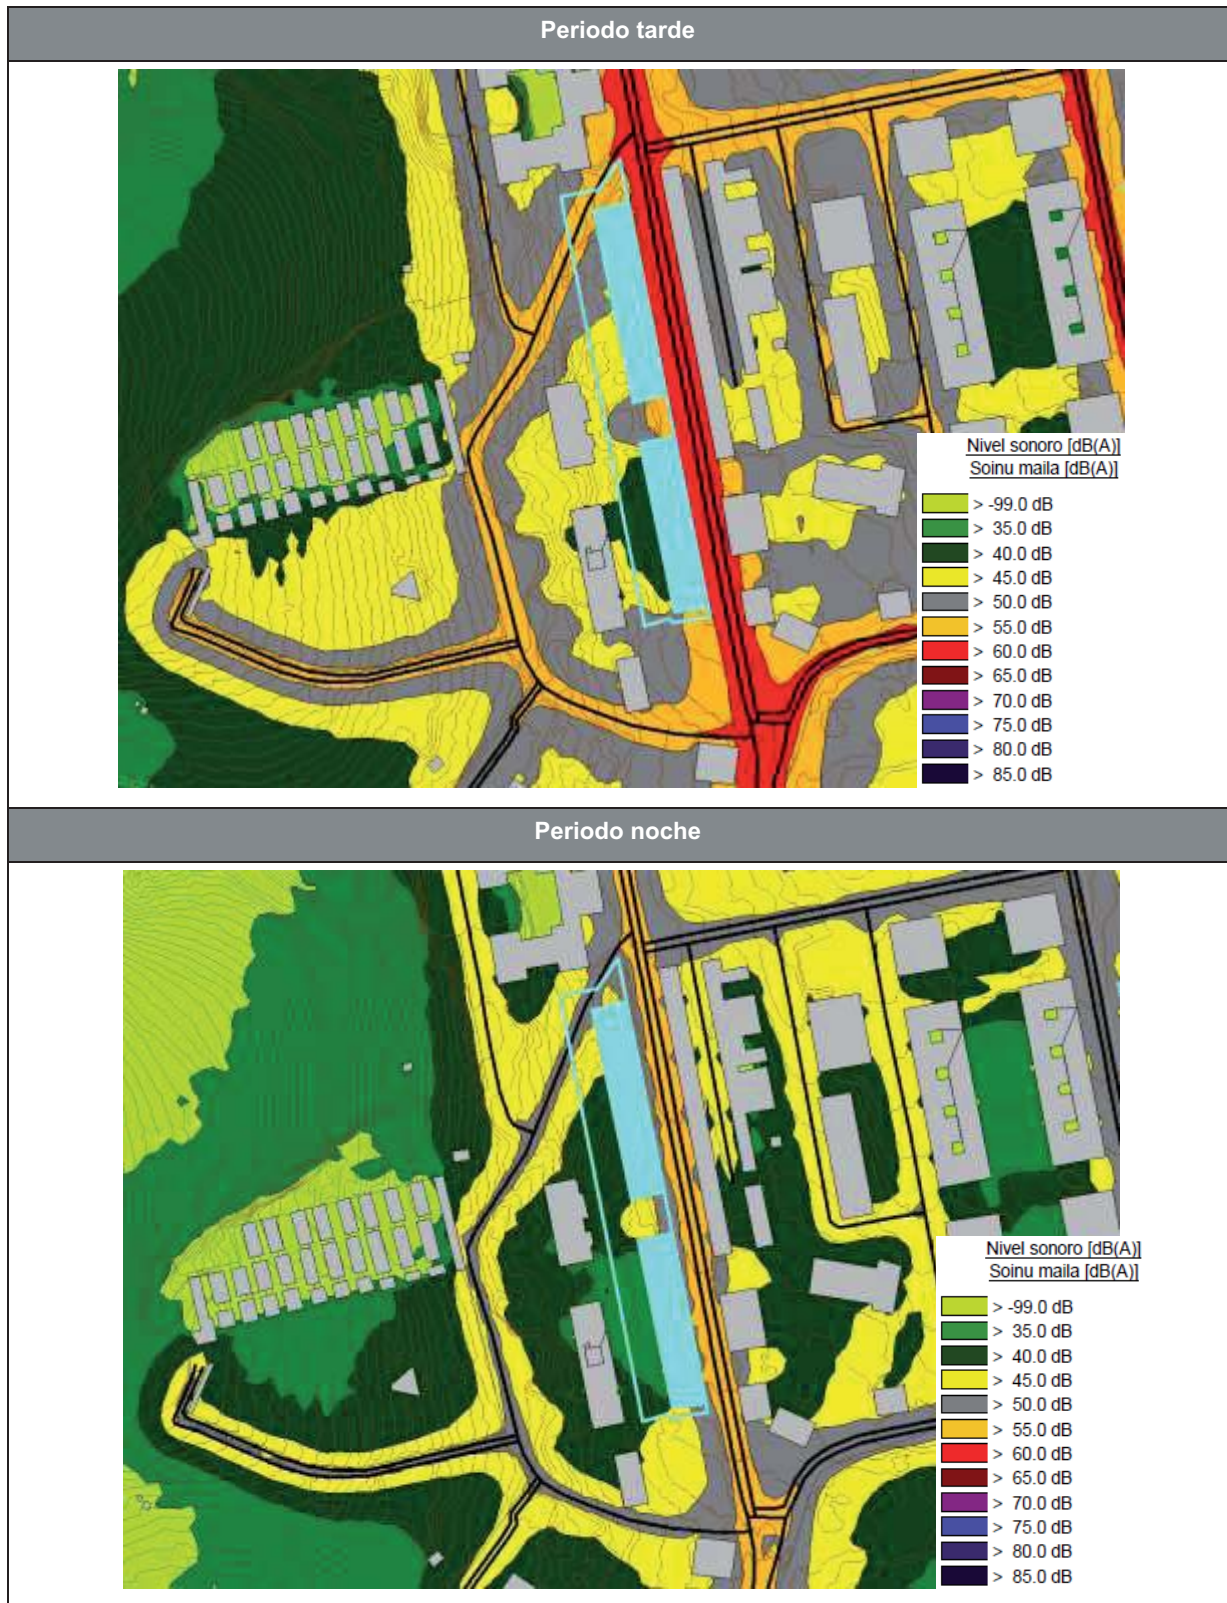 Periodo tarde
Nivel sonoro [dB(A)]
Soinu maila [dB(A)]
> -99.0 dB
> 35.0 dB
> 40.0 dB
> 45.0 dB
> 50.0 dB
> 55.0 dB
> 60.0 dB
> 65.0 dB
> 70.0 dB
> 75.0 dB
> 80.0 dB
> 85.0 dB
Periodo noche
Nivel sonoro [dB(A)]
Soinu maila [dB(A)]
> -99.0 dB
> 35.0 dB
> 40.0 dB
> 45.0 dB
> 50.0 dB
> 55.0 dB
> 60.0 dB
> 65.0 dB
> 70.0 dB
> 75.0 dB
> 80.0 dB
> 85.0 dB